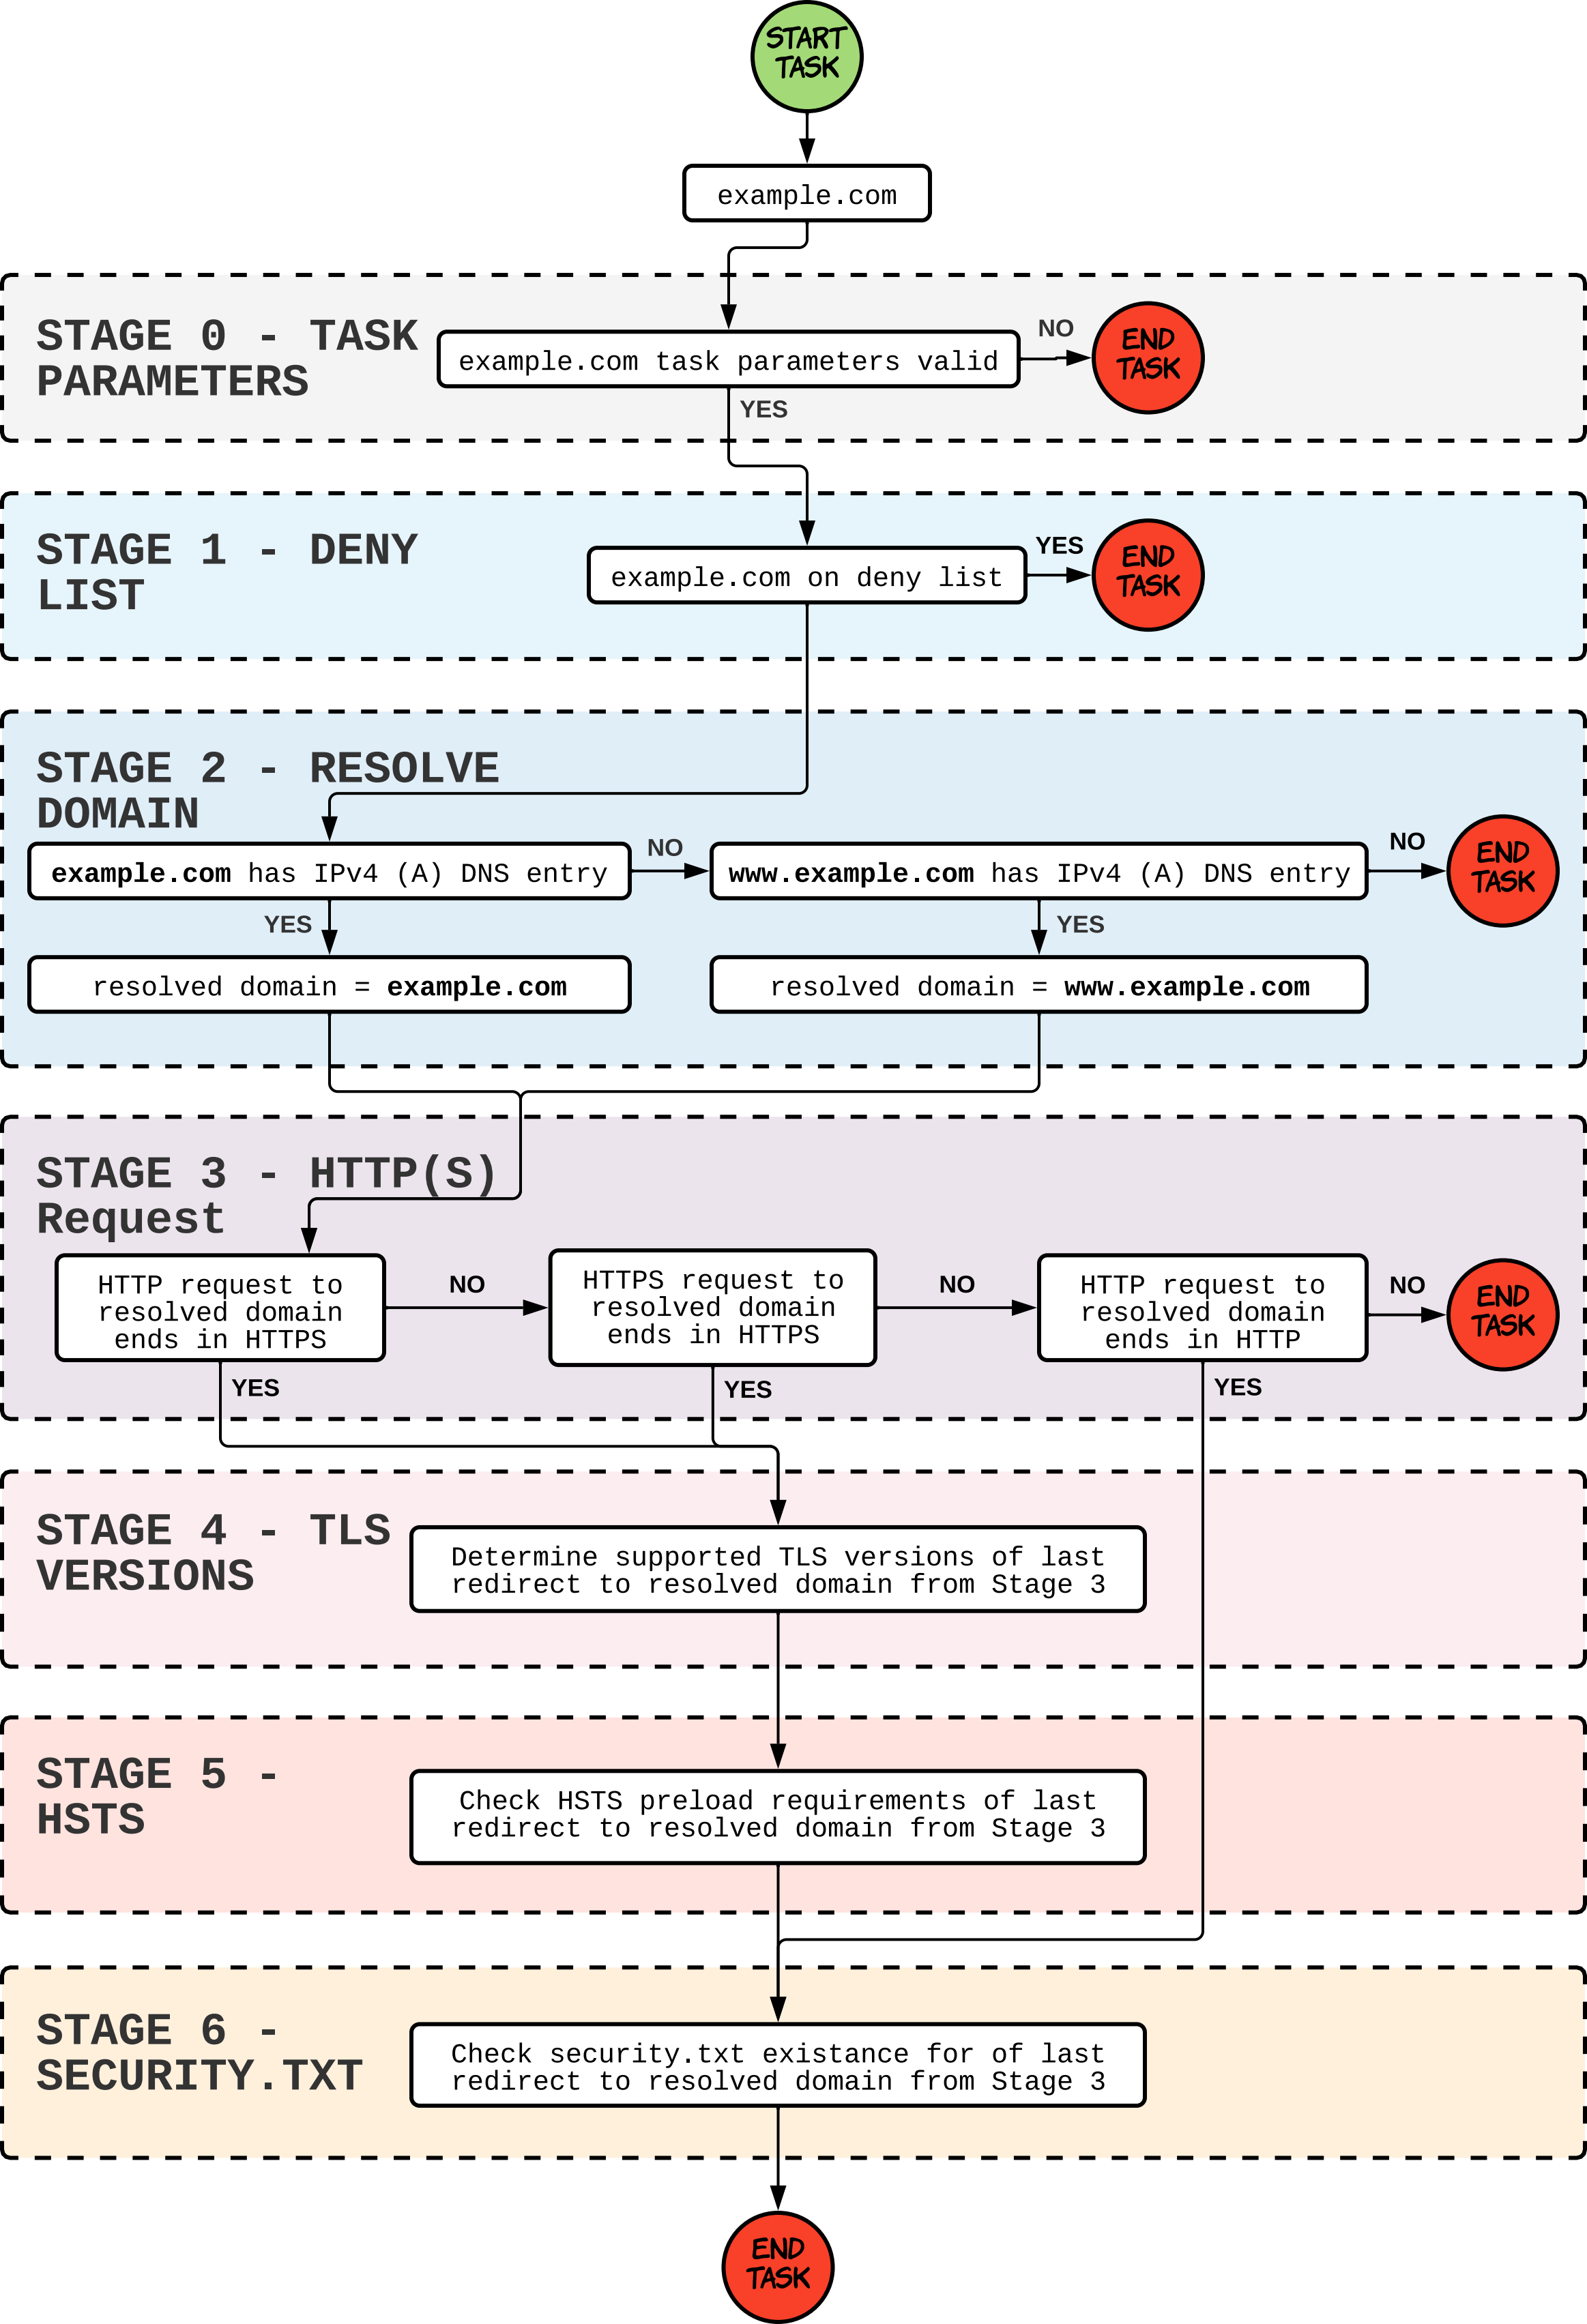 START
TASK
example.com
STAGE 0 - TASK
PARAMETERS
example.com task parameters valid
NO
END
TASK
YES
STAGE 1 - DENY
LIST
example.com on deny list
YES
END
TASK
STAGE 2 - RESOLVE
DOMAIN
example.com has IPv4 (A) DNS entry
NO
www.example.com has IPv4 (A) DNS entry
NO
END
TASK
YES
YES
resolved domain = example.com
resolved domain = www.example.com
STAGE 3 - HTTP(S)
Request
HTTP request to
resolved domain
ends in HTTPS
NO
HTTPS request to
resolved domain
ends in HTTPS
NO
HTTP request to
resolved domain
ends in HTTP
NO
END
TASK
YES
YES
YES
STAGE 4 - TLS
VERSIONS
Determine supported TLS versions of last
redirect to resolved domain from Stage 3
STAGE 5 -
HSTS
Check HSTS preload requirements of last
redirect to resolved domain from Stage 3
STAGE 6 -
SECURITY.TXT
Check security.txt existance for of last
redirect to resolved domain from Stage 3
END
TASK